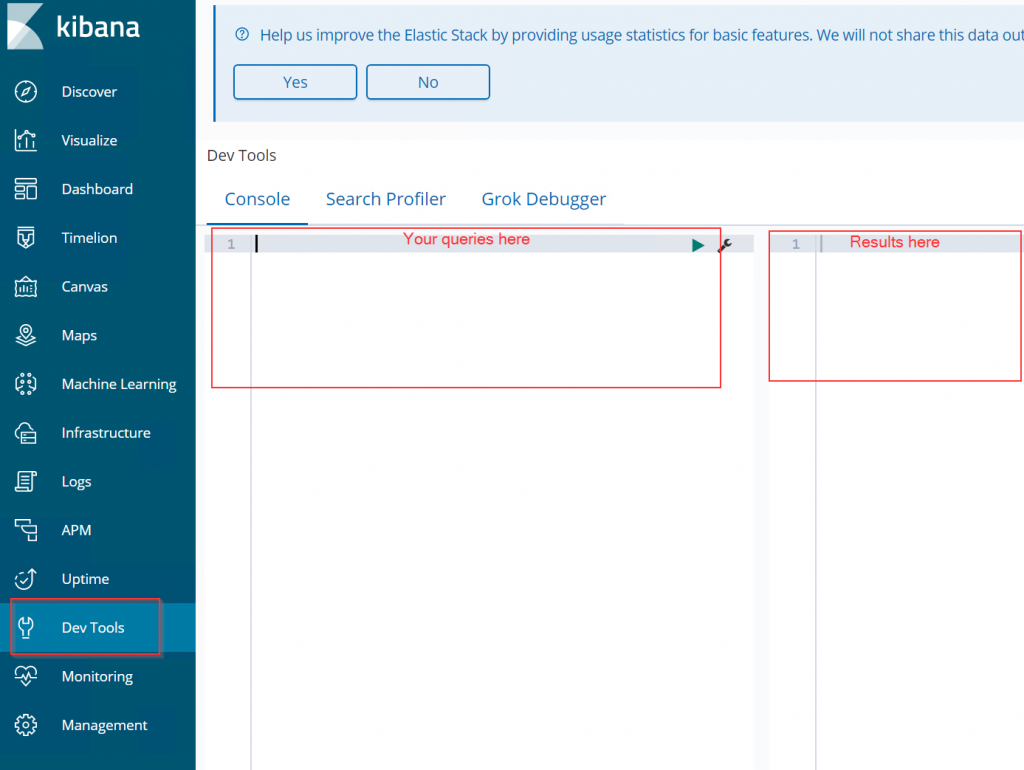 kibana
Help us improve the Elastic Stack by providing usage statistics for basic features. We will not share this data out
Yes
No
Discover
Visualize
Dashboard
Timelion
Canvas
Maps
Machine Learning
Infrastructure
Logs
APM
Uptime
Dev Tools
Monitoring
Management
Dev Tools
Console
Search Profiler
Grok Debugger
1
Your queries here
1
Results here